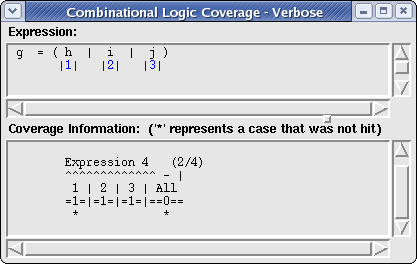 Combinational Logic Coverage - Verbose
Expression:
g = ( h | i | j )
|1| |2| |3|
Coverage Information: ('*' represents a case that was not hit)
Expression 4 (2/4)
^^^^^^^^^^^^^ - |
1 | 2 | 3 | All
=1=|=1=|=1=|==0==
* *